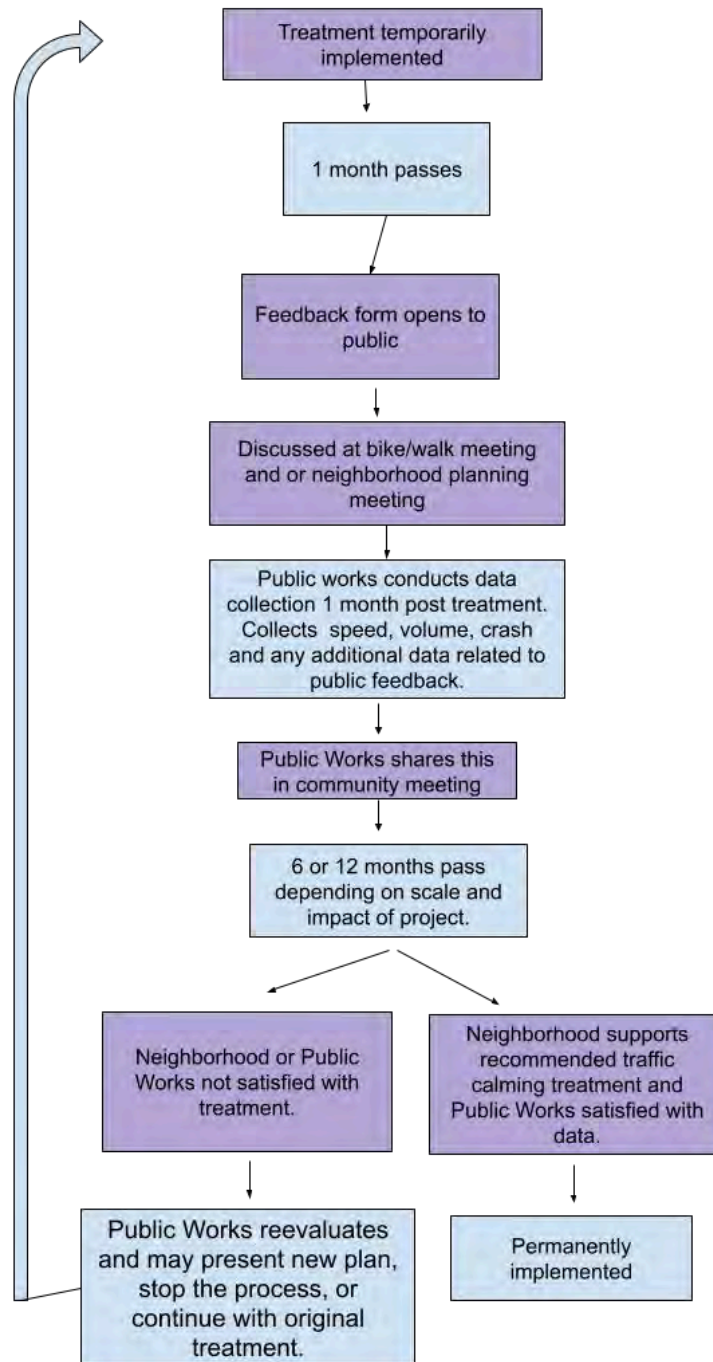 Treatment temporarily
implemented
1 month passes
Feedback form opens to
public
Discussed at bike/walk meeting
and or neighborhood planning
meeting
Public works conducts data
collection 1 month post treatment.
Collects speed, volume, crash
and any additional data related to
public feedback.
Public Works shares this
in community meeting
6 or 12 months pass
depending on scale and
impact of project.
Neighborhood or Public
Works not satisfied with
treatment.
Neighborhood supports
recommended traffic
calming treatment and
Public Works satisfied with
data.
Public Works reevaluates
and may present new plan,
stop the process, or
continue with original
treatment.
Permanently
implemented